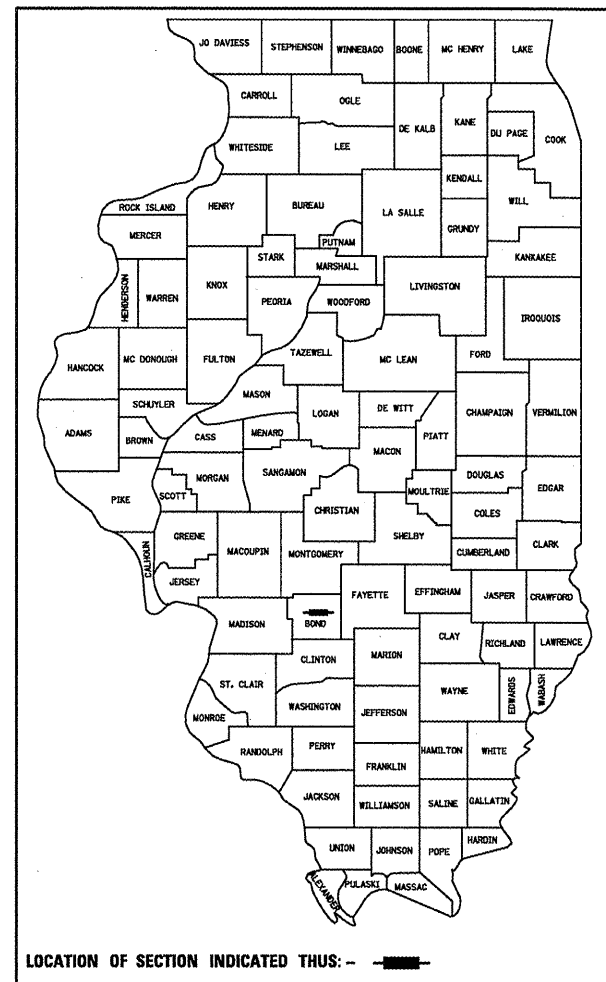 JO DAVIESS STEPHENSON WINNEBAGO BOONE MC HENRY LAKE
CARROLL OGLE DE KALB KANE DU PAGE COOK
WHITESIDE LEE KENDALL WILL
ROCK ISLAND HENRY BUREAU LA SALLE GRUNDY
MERCER PUTNAM KANKAKEE
STARK MARSHALL
HENDERSON WARREN KNOX PEORIA WOODFORD LIVINGSTON IROQUOIS
HANCOCK MC DONOUGH FULTON TAZEWELL MC LEAN FORD
SCHUYLER MASON LOGAN DE WITT CHAMPAIGN VERMILION
ADAMS BROWN CASS MENARD MACON PIATT
PIKE SCOTT MORGAN SANGAMON MOULTRIE DOUGLAS EDGAR
CHRISTIAN COLES
CALHOUN GREENE MACOUPIN MONTGOMERY SHELBY CUMBERLAND CLARK
JERSEY FAYETTE EFFINGHAM JASPER CRAWFORD
MADISON BOND CLAY RICHLAND LAWRENCE
CLINTON MARION
ST. CLAIR WASHINGTON WAYNE EDWARDS WABASH
MONROE JEFFERSON
RANDOLPH PERRY HAMILTON WHITE
FRANKLIN
JACKSON WILLIAMSON SALINE GALLATIN
UNION JOHNSON POPE HARDIN
ALEXANDER PULASKI MASSAC
LOCATION OF SECTION INDICATED THUS: -